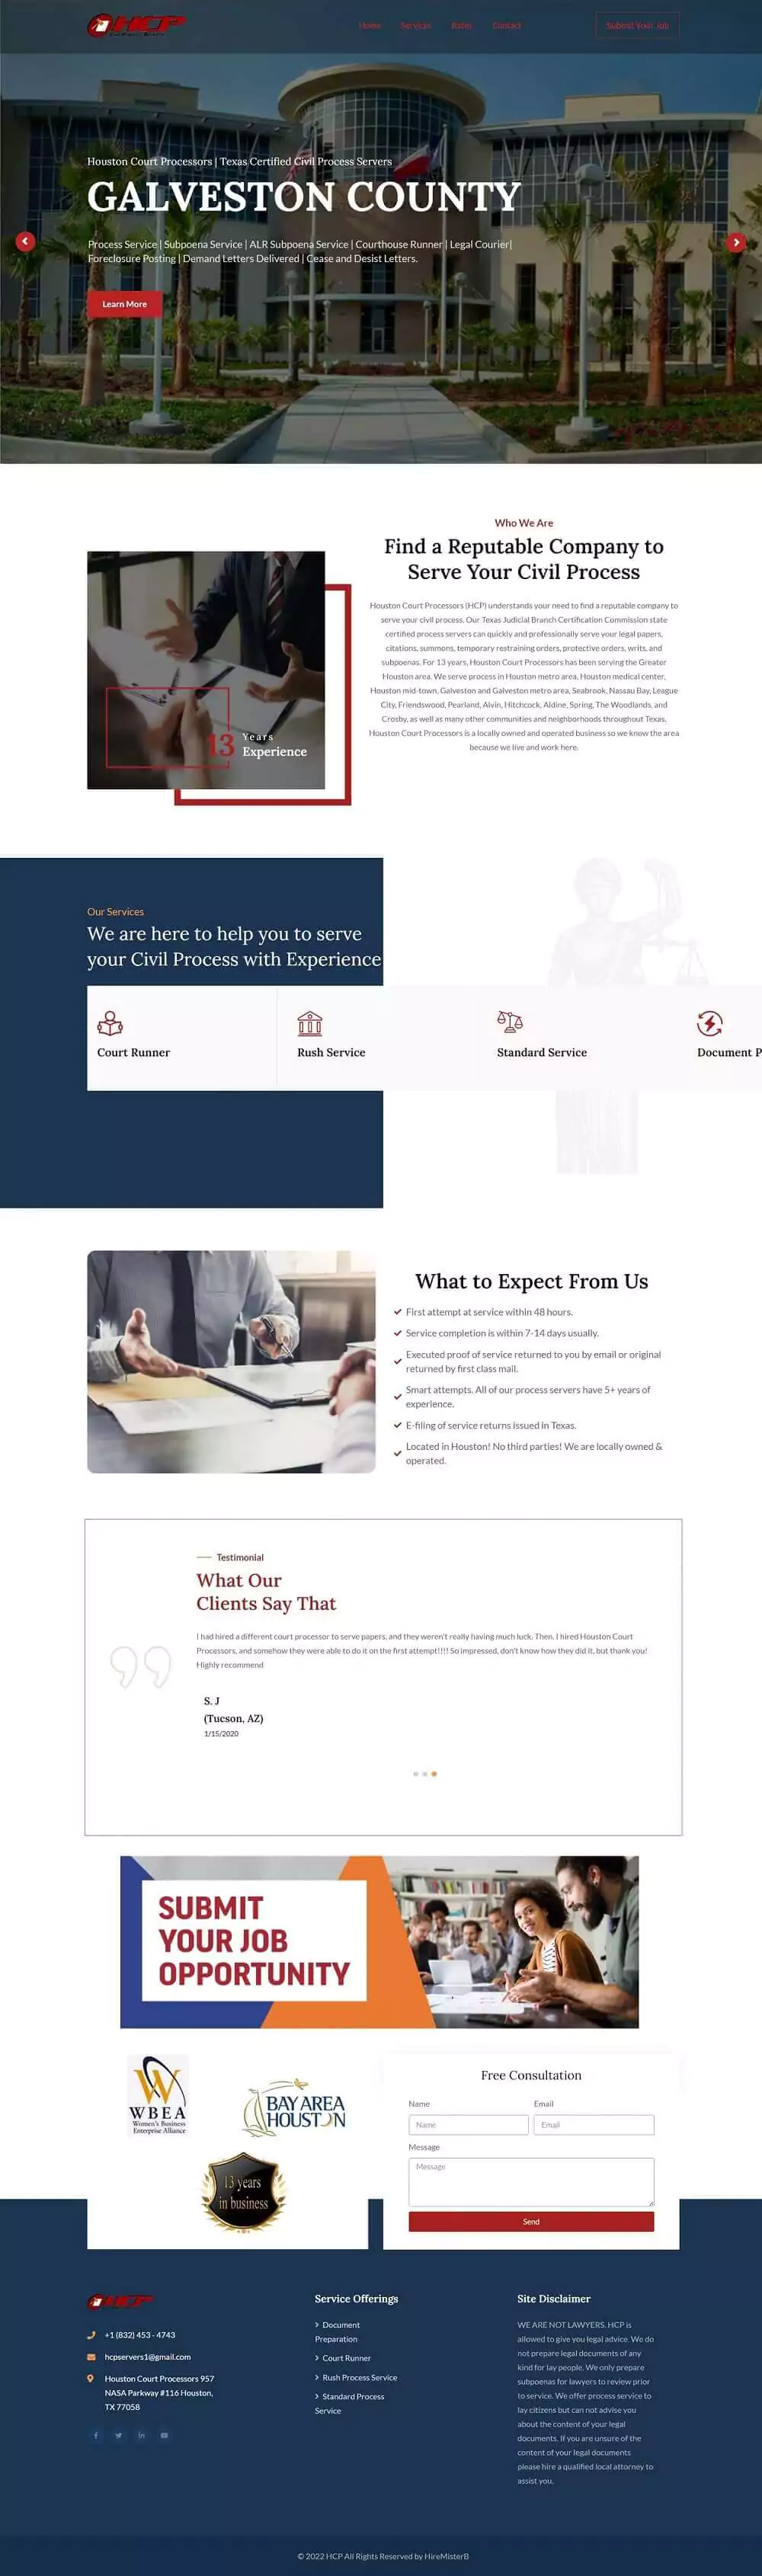 HCP
Home Services Rates Contact
Submit Your Job
Houston Court Processors | Texas Certified Civil Process Servers
GALVESTON COUNTY
Process Service | Subpoena Service | ALR Subpoena Service | Courthouse Runner | Legal Courier|
Foreclosure Posting | Demand Letters Delivered | Cease and Desist Letters.
Learn More
Who We Are
Find a Reputable Company to
Serve Your Civil Process
Houston Court Processors (HCP) understands your need to find a reputable company to
serve your civil process. Our Texas Judicial Branch Certification Commission state
certified process servers can quickly and professionally serve your legal papers,
citations, summons, temporary restraining orders, protective orders, writs, and
subpoenas. For 13 years, Houston Court Processors has been serving the Greater
Houston area. We serve process in Houston metro area, Houston medical center,
Houston mid-town, Galveston and Galveston metro area, Seabrook, Nassau Bay, League
City, Friendswood, Pearland, Alvin, Hitchcock, Aldine, Spring, The Woodlands, and
Crosby, as well as many other communities and neighborhoods throughout Texas.
Houston Court Processors is a locally owned and operated business so we know the area
because we live and work here.
13 Years
Experience
Our Services
We are here to help you to serve
your Civil Process with Experience
Court Runner
Rush Service
Standard Service
Document P
What to Expect From Us
First attempt at service within 48 hours.
Service completion is within 7-14 days usually.
Executed proof of service returned to you by email or original
returned by first class mail.
Smart attempts. All of our process servers have 5+ years of
experience.
E-filing of service returns issued in Texas.
Located in Houston! No third parties! We are locally owned &
operated.
Testimonial
What Our
Clients Say That
I had hired a different court processor to serve papers, and they weren't really having much luck. Then, I hired Houston Court
Processors, and somehow they were able to do it on the first attempt!!!! So impressed, don't know how they did it, but thank you!
Highly recommend
S. J
(Tucson, AZ)
1/15/2020
SUBMIT
YOUR JOB
OPPORTUNITY
WBEA
Women's Business
Enterprise Alliance
BAY AREA
HOUSTON
13 years
in business
Free Consultation
Name Email
Name Email
Message
Message
Send
HCP
+1 (832) 453 - 4743
hcpservers1@gmail.com
Houston Court Processors 957
NASA Parkway #116 Houston,
TX 77058
Service Offerings
Document
Preparation
Court Runner
Rush Process Service
Standard Process
Service
Site Disclaimer
WE ARE NOT LAWYERS. HCP is
allowed to give you legal advice. We do
not prepare legal documents of any
kind for lay people. We only prepare
subpoenas for lawyers to review prior
to service. We offer process service to
lay citizens but can not advise you
about the content of your legal
documents. If you are unsure of the
content of your legal documents
please hire a qualified local attorney to
assist you.
© 2022 HCP All Rights Reserved by HireMisterB